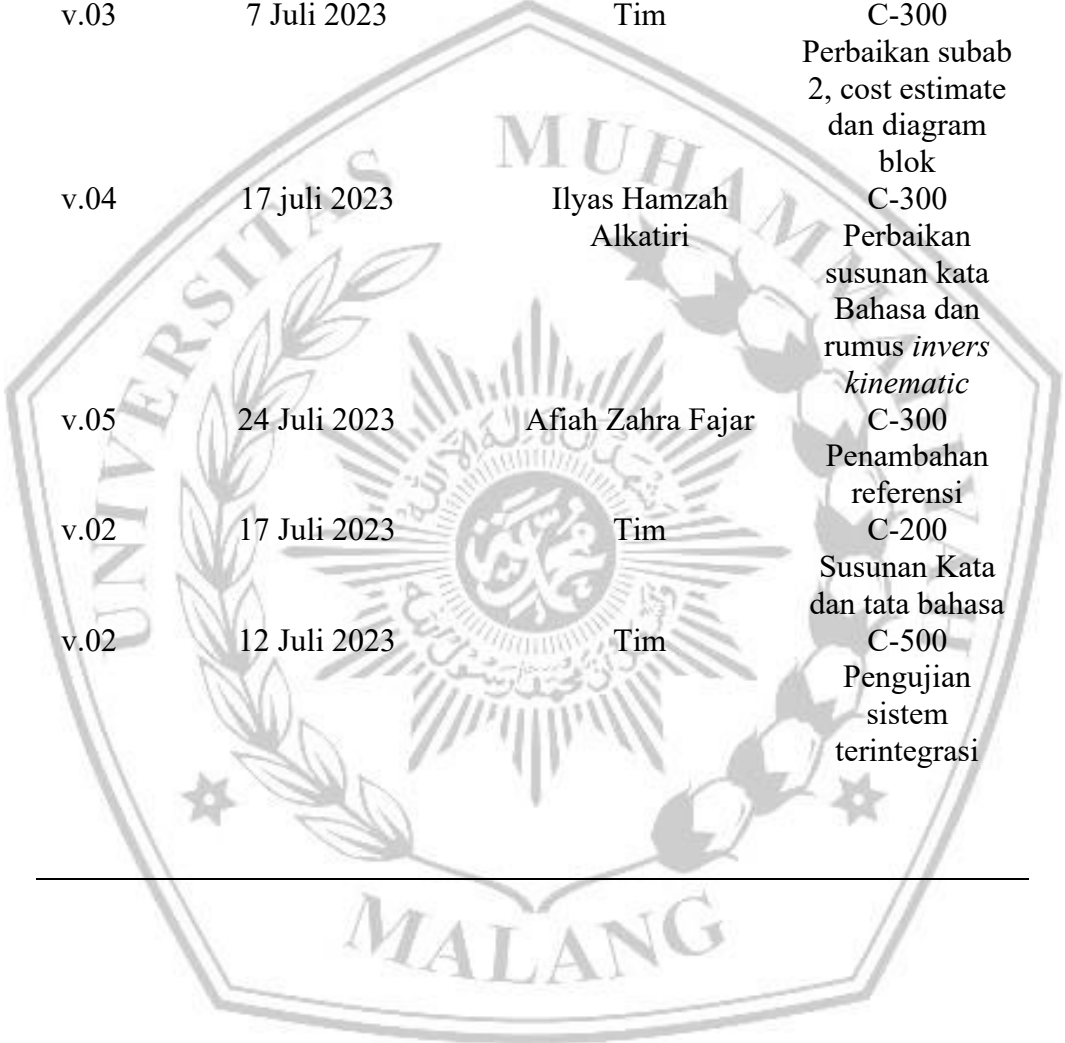 v.03 7 Juli 2023 Tim C-300
Perbaikan subab
2, cost estimate
dan diagram
blok
v.04 17 juli 2023 Ilyas Hamzah C-300
Alkatiri Perbaikan
susunan kata
Bahasa dan
rumus invers
kinematic
v.05 24 Juli 2023 Afiah Zahra Fajar C-300
Penambahan
referensi
v.02 17 Juli 2023 Tim C-200
Susunan Kata
dan tata bahasa
v.02 12 Juli 2023 Tim C-500
Pengujian
sistem
terintegrasi
UNIVERSITAS MUHAMMADIYAH
MALANG